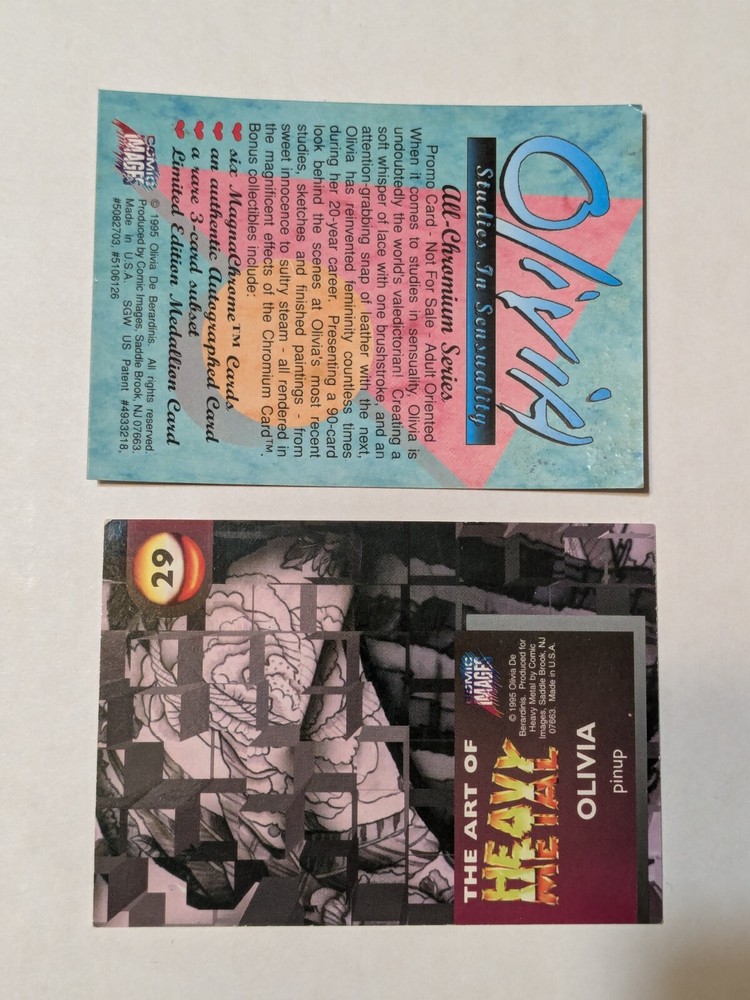 Olivia
Studies In Sensuality
All-Chromium Series
Promo Card - Not For Sale - Adult Oriented
When it comes to studies in sensuality, Olivia is
undoubtedly the world's valedictorian! Creating a
soft whisper of lace with one brushstroke, and an
attention-grabbing snap of leather with the next,
Olivia has reinvented femininity countless times
during her 20-year career. Presenting a 90-card
look behind the scenes at Olivia's most recent
studies, sketches and finished paintings - from
sweet innocence to sultry steam - all rendered in
the magnificent effects of the Chromium Card™.
Bonus collectibles include:
six MagnaChrome™ Cards
an authentic Autographed Card
a rare 3-card subset
Limited Edition Medallion Card
COMIC
IMAGES
© 1995 Olivia De Berardinis. All rights reserved.
Produced by Comic Images, Saddle Brook, NJ 07663.
Made in U.S.A. SGW US Patent #4933218,
#5082703, #5106126
29
THE ART OF
HEAVY
METAL
COMIC
IMAGES
© 1995 Olivia De
Berardinis. Produced for
Heavy Metal by Comic
Images, Saddle Brook, NJ
07663. Made in U.S.A.
OLIVIA
pinup